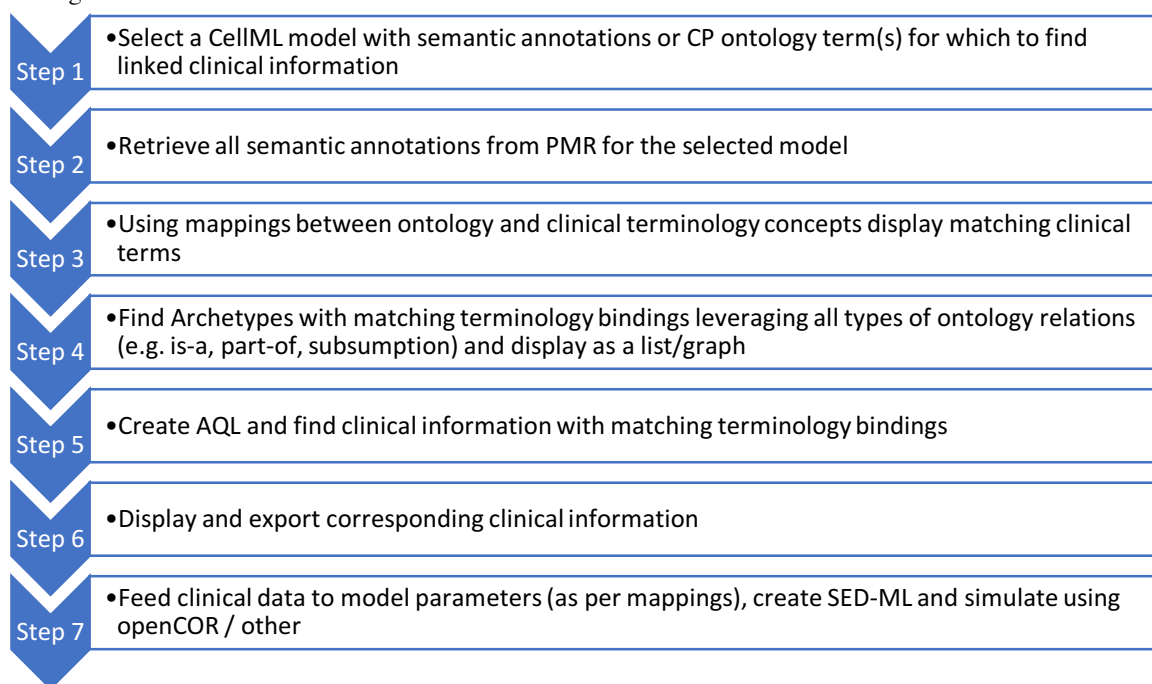 Step 1
•Select a CellML model with semantic annotations or CP ontology term(s) for which to find
linked clinical information
Step 2
•Retrieve all semantic annotations from PMR for the selected model
Step 3
•Using mappings between ontology and clinical terminology concepts display matching clinical
terms
Step 4
•Find Archetypes with matching terminology bindings leveraging all types of ontology relations
(e.g. is-a, part-of, subsumption) and display as a list/graph
Step 5
•Create AQL and find clinical information with matching terminology bindings
Step 6
•Display and export corresponding clinical information
Step 7
•Feed clinical data to model parameters (as per mappings), create SED-ML and simulate using
openCOR / other